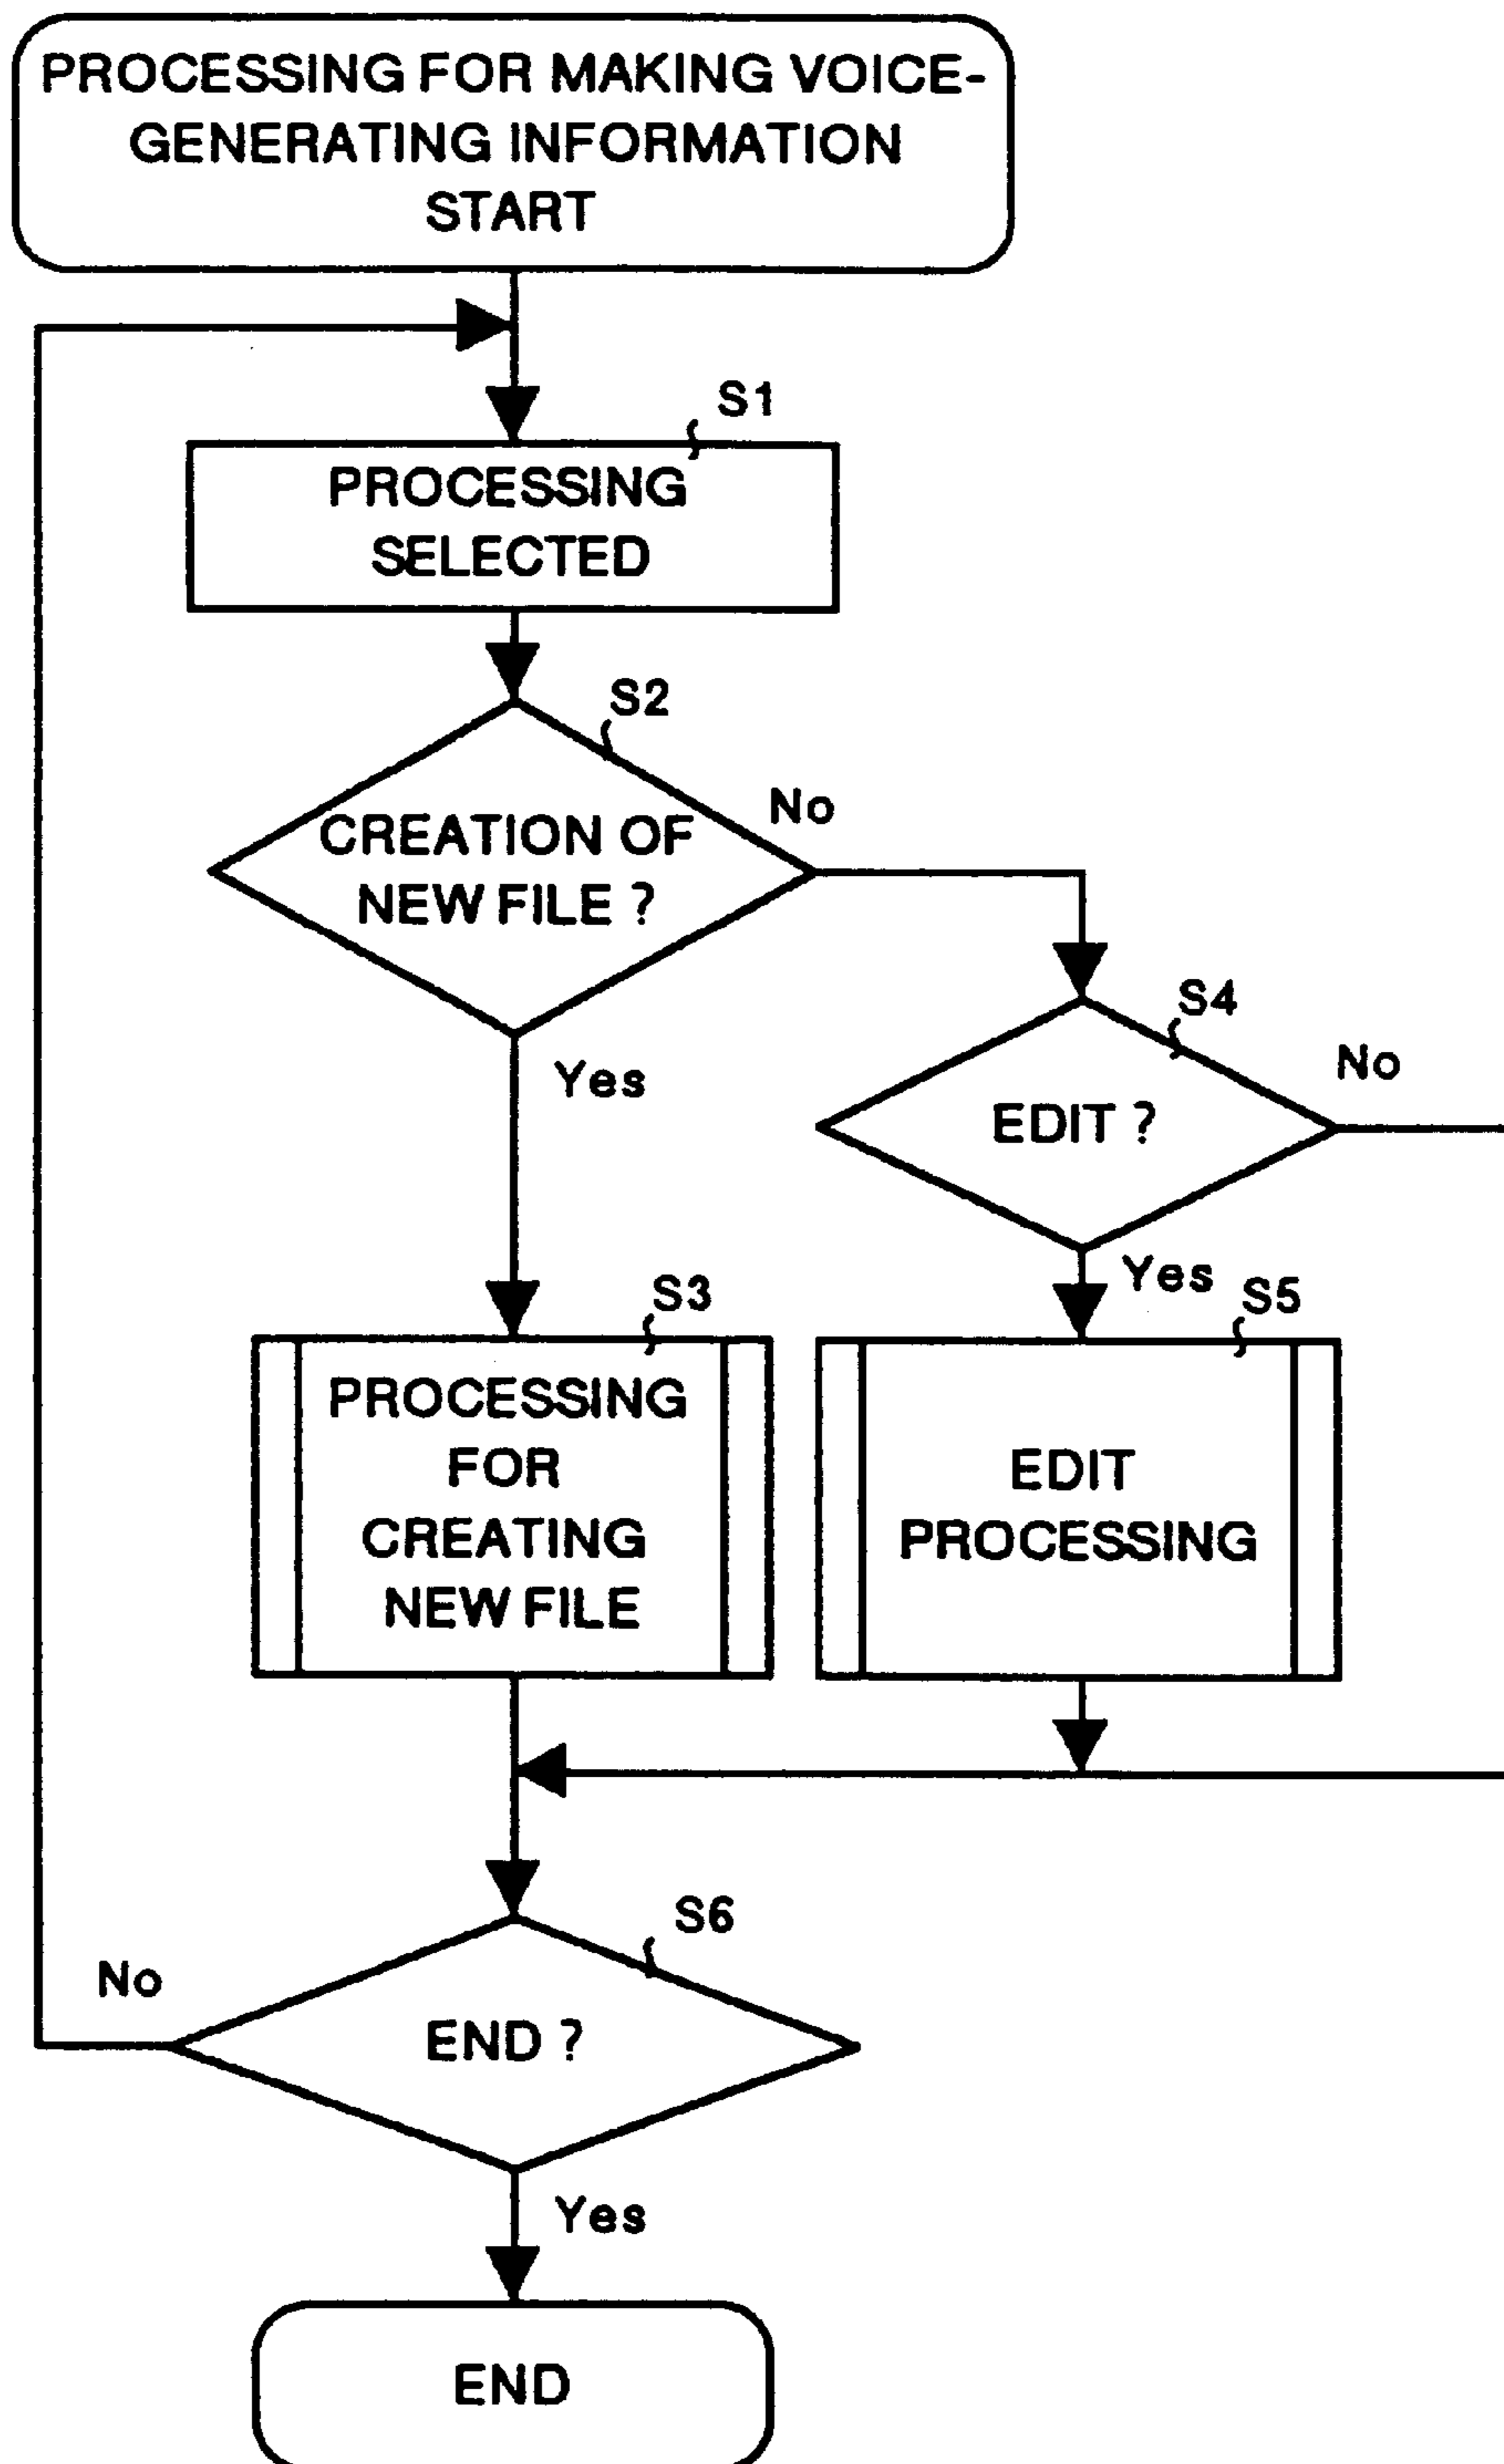 PROCESSING FOR MAKING VOICE-
GENERATING INFORMATION
START
S1
PROCESSING
SELECTED
S2
No
CREATION OF
NEW FILE ?
Yes
S4
No
EDIT ?
Yes
S3
PROCESSING
FOR
CREATING
NEW FILE
S5
EDIT
PROCESSING
S6
No
END ?
Yes
END